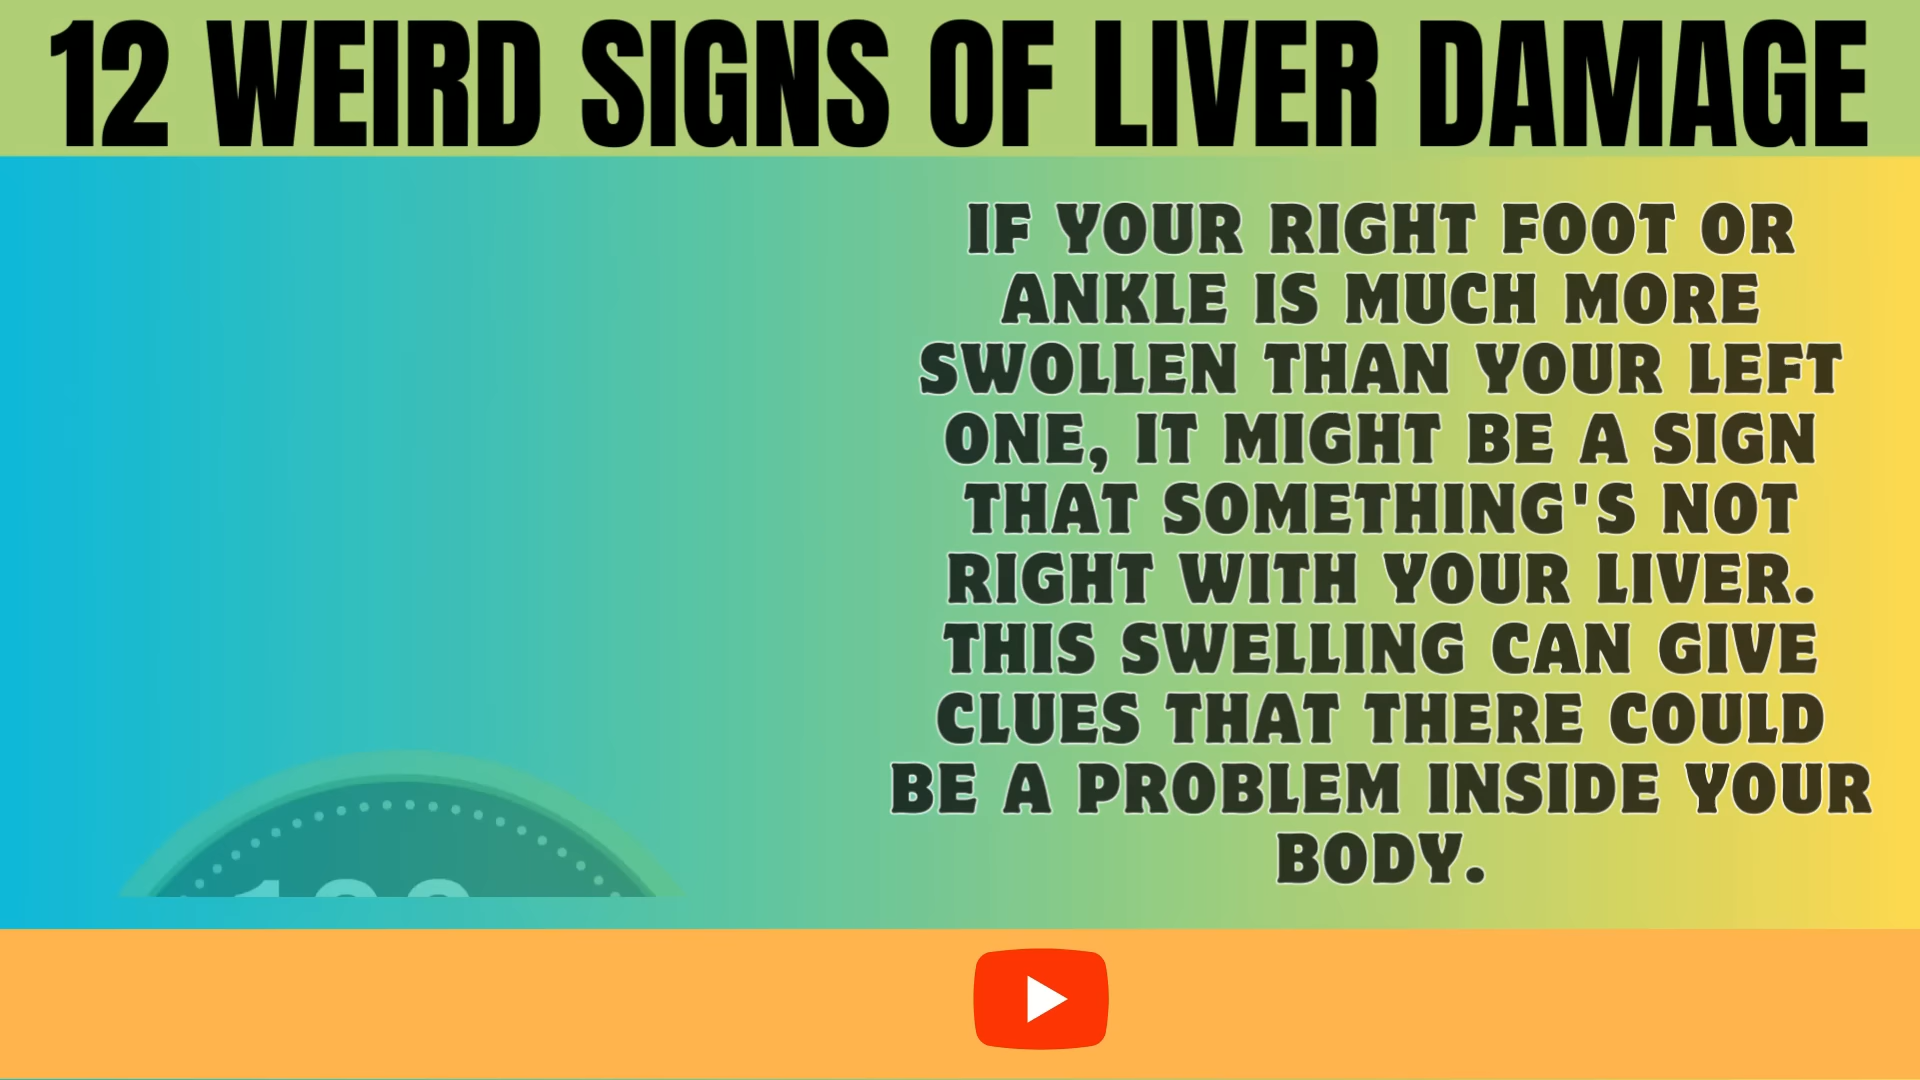 12 WEIRD SIGNS OF LIVER DAMAGE
IF YOUR RIGHT FOOT OR
ANKLE IS MUCH MORE
SWOLLEN THAN YOUR LEFT
ONE, IT MIGHT BE A SIGN
THAT SOMETHING'S NOT
RIGHT WITH YOUR LIVER.
THIS SWELLING CAN GIVE
CLUES THAT THERE COULD
BE A PROBLEM INSIDE YOUR
BODY.